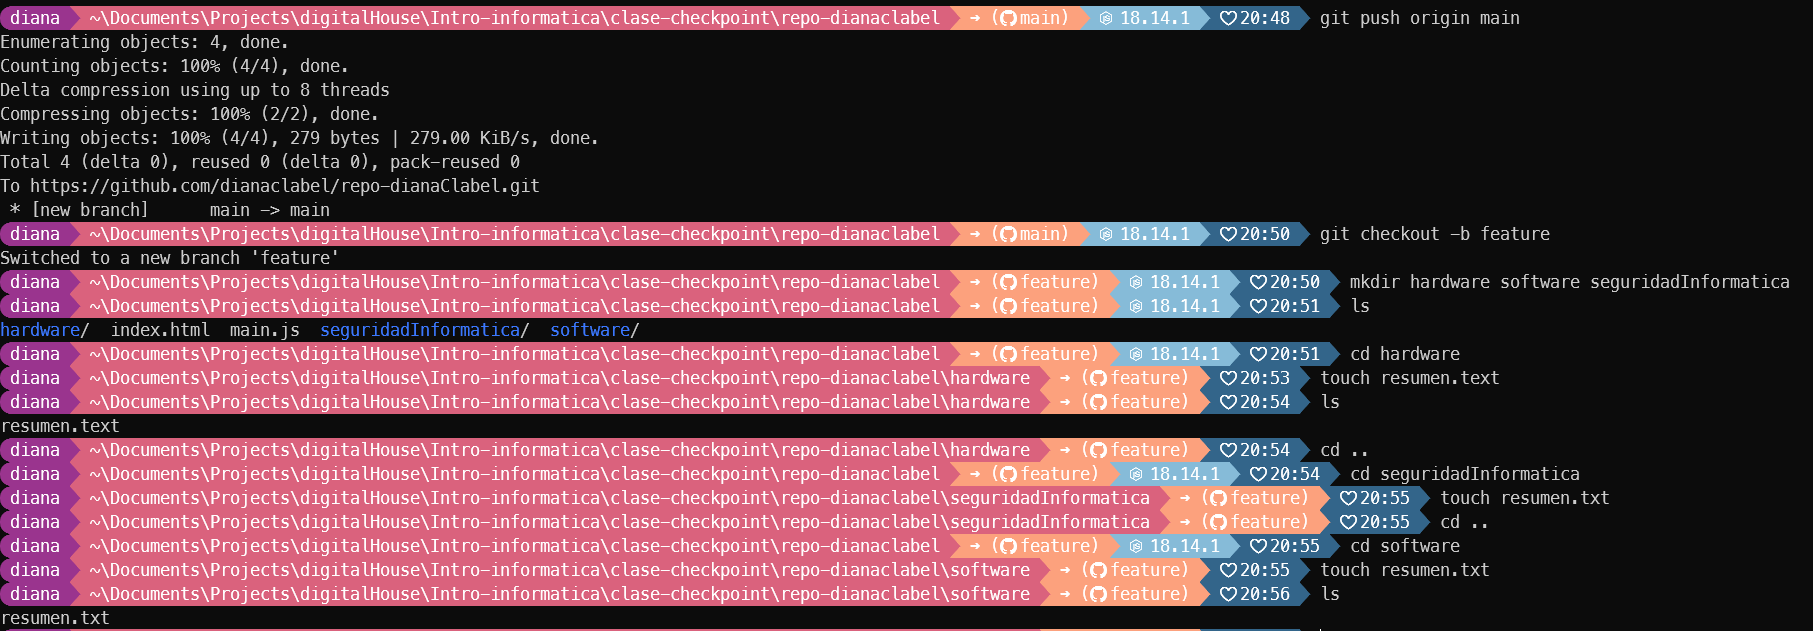 diana ~\Documents\Projects\digitalHouse\Intro-informatica\clase-checkpoint\repo-dianaclabel → (main) 18.14.1 20:48 git push origin main
Enumerating objects: 4, done.
Counting objects: 100% (4/4), done.
Delta compression using up to 8 threads
Compressing objects: 100% (2/2), done.
Writing objects: 100% (4/4), 279 bytes | 279.00 KiB/s, done.
Total 4 (delta 0), reused 0 (delta 0), pack-reused 0
To https://github.com/dianaclabel/repo-dianaClabel.git
 * [new branch]      main -> main
diana ~\Documents\Projects\digitalHouse\Intro-informatica\clase-checkpoint\repo-dianaclabel → (main) 18.14.1 20:50 git checkout -b feature
Switched to a new branch 'feature'
diana ~\Documents\Projects\digitalHouse\Intro-informatica\clase-checkpoint\repo-dianaclabel → (feature) 18.14.1 20:50 mkdir hardware software seguridadInformatica
diana ~\Documents\Projects\digitalHouse\Intro-informatica\clase-checkpoint\repo-dianaclabel → (feature) 18.14.1 20:51 ls
hardware/  index.html  main.js  seguridadInformatica/  software/
diana ~\Documents\Projects\digitalHouse\Intro-informatica\clase-checkpoint\repo-dianaclabel → (feature) 18.14.1 20:51 cd hardware
diana ~\Documents\Projects\digitalHouse\Intro-informatica\clase-checkpoint\repo-dianaclabel\hardware → (feature) 20:53 touch resumen.text
diana ~\Documents\Projects\digitalHouse\Intro-informatica\clase-checkpoint\repo-dianaclabel\hardware → (feature) 20:54 ls
resumen.text
diana ~\Documents\Projects\digitalHouse\Intro-informatica\clase-checkpoint\repo-dianaclabel\hardware → (feature) 20:54 cd ..
diana ~\Documents\Projects\digitalHouse\Intro-informatica\clase-checkpoint\repo-dianaclabel → (feature) 18.14.1 20:54 cd seguridadInformatica
diana ~\Documents\Projects\digitalHouse\Intro-informatica\clase-checkpoint\repo-dianaclabel\seguridadInformatica → (feature) 20:55 touch resumen.txt
diana ~\Documents\Projects\digitalHouse\Intro-informatica\clase-checkpoint\repo-dianaclabel\seguridadInformatica → (feature) 20:55 cd ..
diana ~\Documents\Projects\digitalHouse\Intro-informatica\clase-checkpoint\repo-dianaclabel → (feature) 18.14.1 20:55 cd software
diana ~\Documents\Projects\digitalHouse\Intro-informatica\clase-checkpoint\repo-dianaclabel\software → (feature) 20:55 touch resumen.txt
diana ~\Documents\Projects\digitalHouse\Intro-informatica\clase-checkpoint\repo-dianaclabel\software → (feature) 20:56 ls
resumen.txt